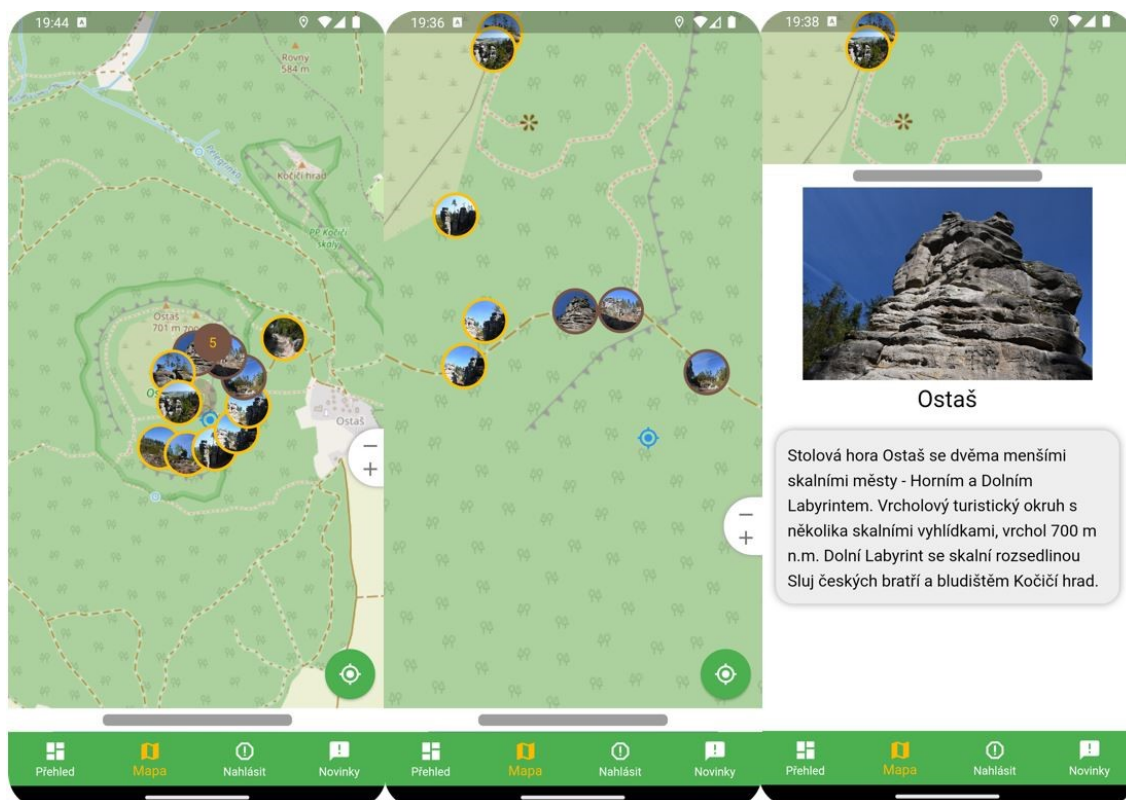 19:44
Rovny
584 m
Pelegrinka
Kočičí hrad
PP Kočičí
skály
Ostaš
701 m
5
Ostaš
Přehled
Mapa
Nahlásit
Novinky
19:36
Přehled
Mapa
Nahlásit
Novinky
19:38
Ostaš
Stolová hora Ostaš se dvěma menšími
skalními městy - Horním a Dolním
Labyrintem. Vrcholový turistický okruh s
několika skalními vyhlídkami, vrchol 700 m
n.m. Dolní Labyrint se skalní rozsedlinou
Sluj českých bratří a bludištěm Kočičí hrad.
Přehled
Mapa
Nahlásit
Novinky